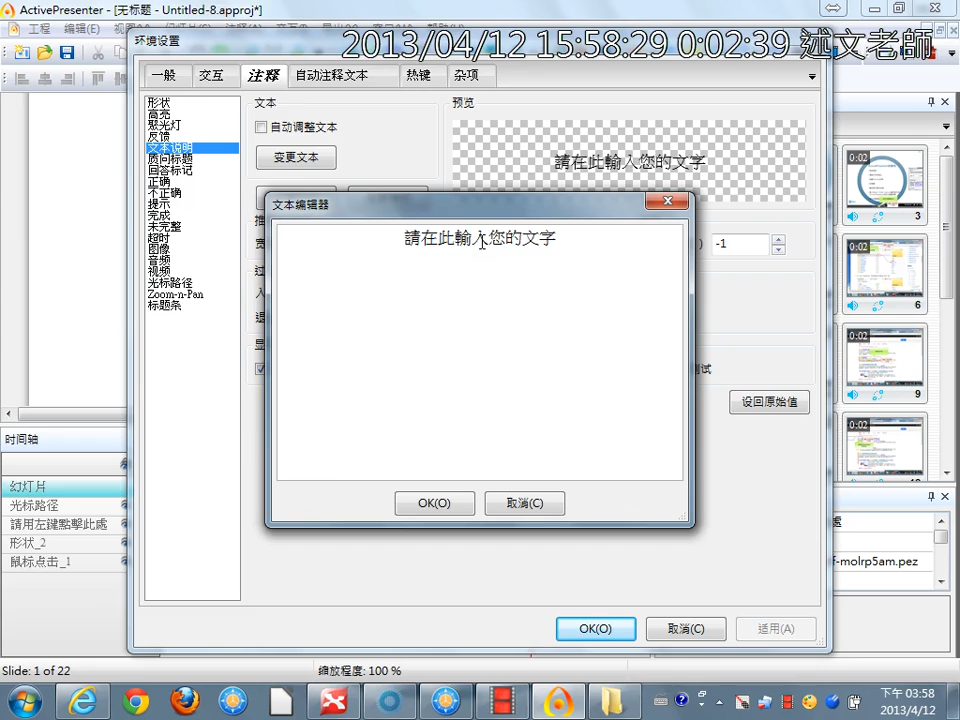 ActivePresenter - [无标题 - Untitled-8.approj*]
2013/04/12 15:58:29 0:02:39 述文老師
工程 编辑(E)
环境设置
一般 交互 注释 自动注释文本 热键 杂项
形状
高亮
聚光灯
反馈
文本说明
质问标题
回答标记
正确
不正确
提示
完成
未完整
超时
图像
音频
视频
光标路径
Zoom-n-Pan
标题条
文本
自动调整文本
变更文本
预览
請在此輸入您的文字
文本编辑器
請在此輸入您的文字
OK(O) 取消(C)
) -1
设回原始值
OK(O) 取消(C) 适用(A)
0:02 3
0:02 6
0:02 9
0:02
f-molrp5am.pez
时间轴
幻灯片
光标路径
請用左鍵點擊此處
形状_2
鼠标点击_1
Slide: 1 of 22
缩放程度: 100 %
下午 03:58
2013/4/12